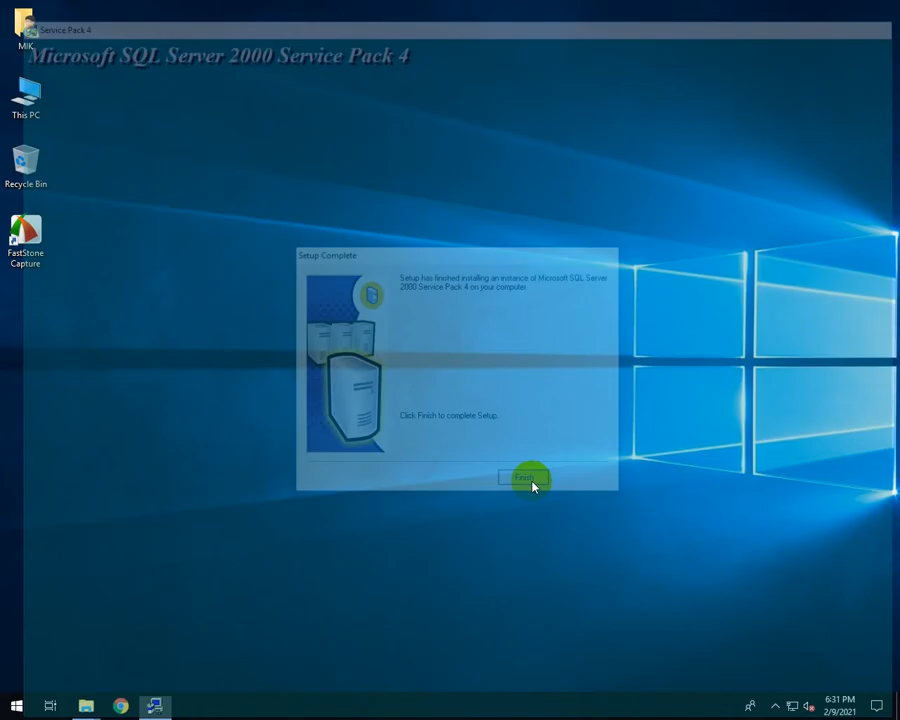 Service Pack 4
Microsoft SQL Server 2000 Service Pack 4
MIK
This PC
Recycle Bin
FastStone
Capture
Setup Complete
Setup has finished installing an instance of Microsoft SQL Server
2000 Service Pack 4 on your computer.
Click Finish to complete Setup.
Finish
6:31 PM
2/9/2021